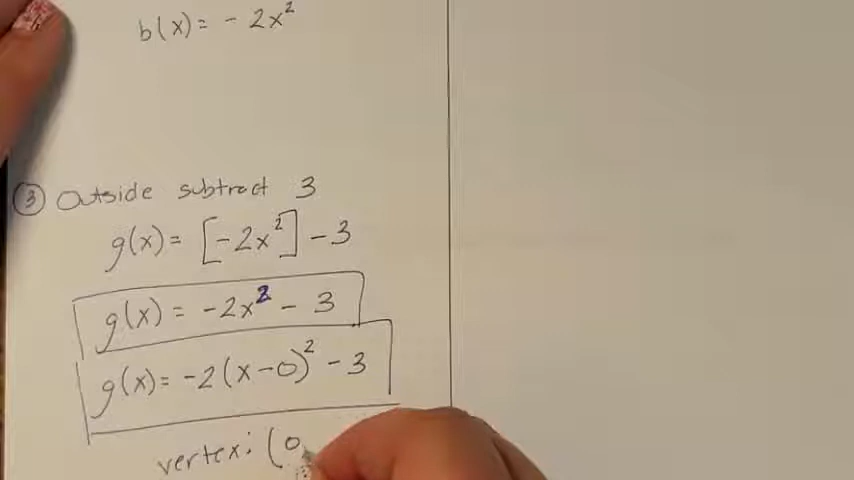 b(x) = - 2x²
③ Outside subtract 3
g(x) = [-2x²] - 3
g(x) = -2x² - 3
g(x) = -2(x-0)² - 3
vertex: (0